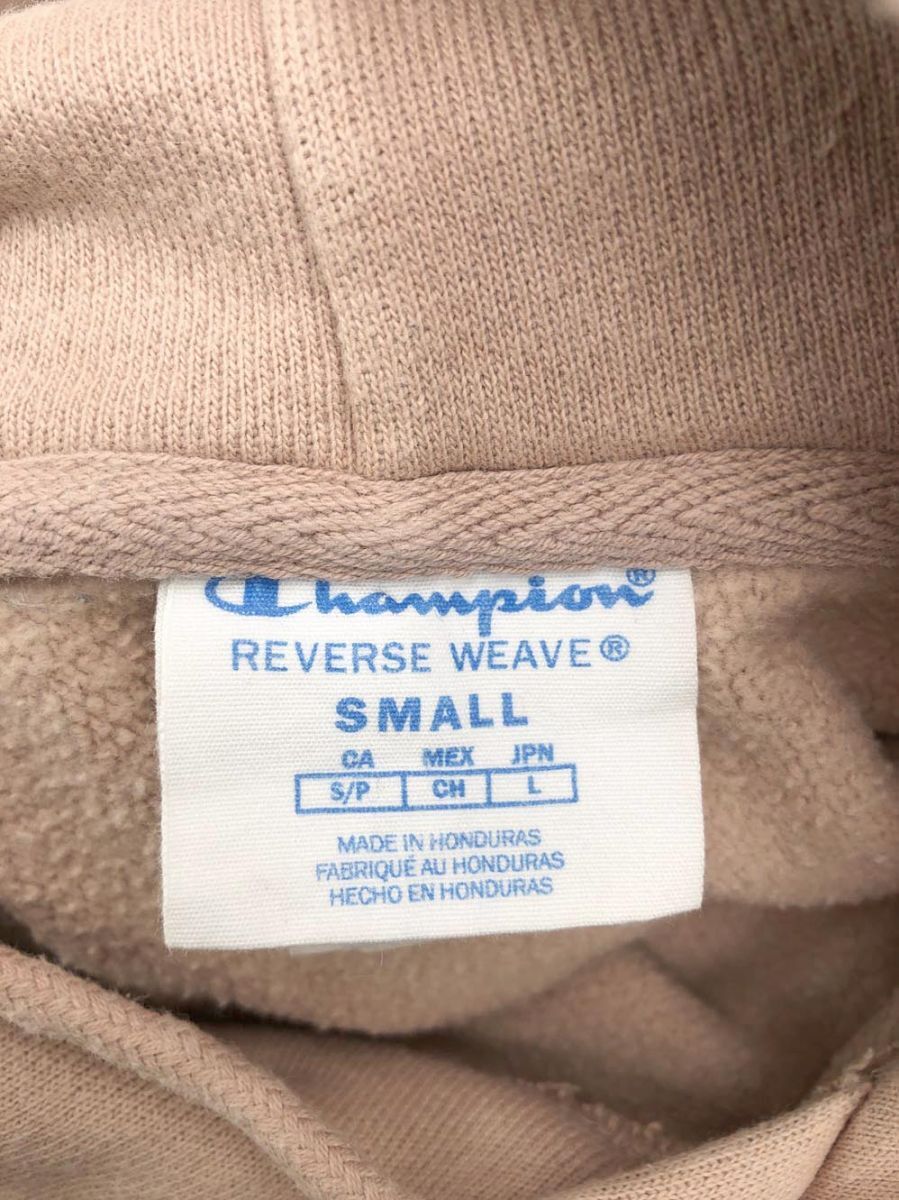 Champion®
REVERSE WEAVE®
SMALL
CA MEX JPN
S/P CH L
MADE IN HONDURAS
FABRIQUÉ AU HONDURAS
HECHO EN HONDURAS